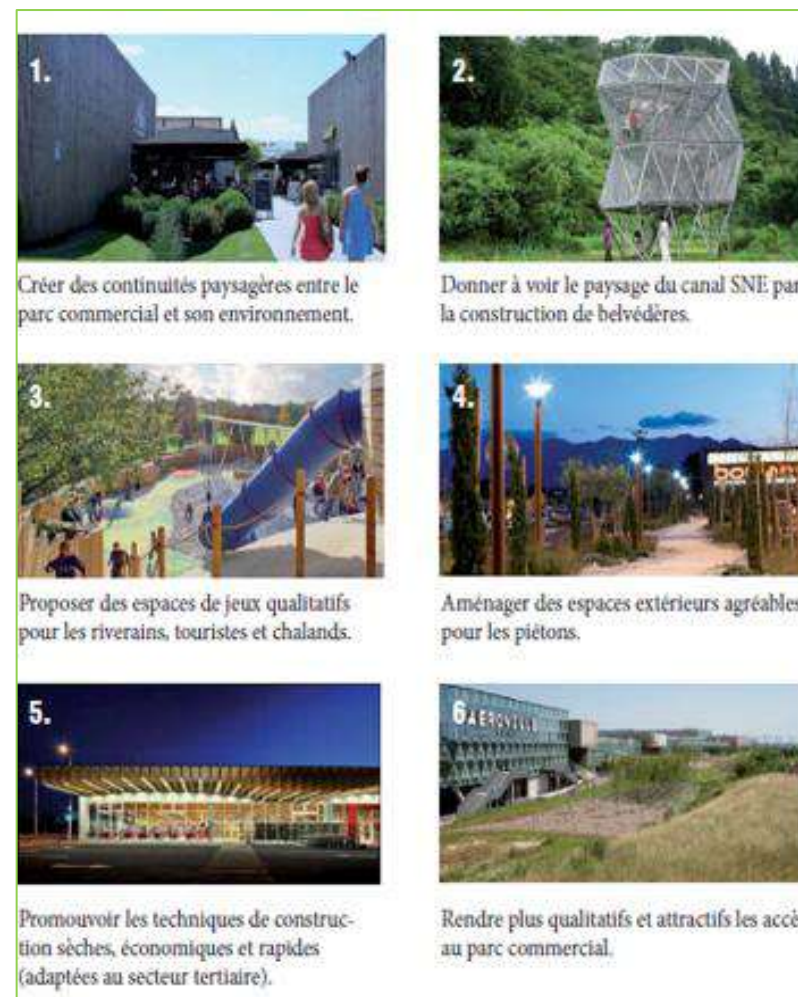 1.
Créer des continuités paysagères entre le
parc commercial et son environnement.
2.
Donner à voir le paysage du canal SNE par
la construction de belvédères.
3.
Proposer des espaces de jeux qualitatifs
pour les riverains, touristes et chalands.
4.
Aménager des espaces extérieurs agréables
pour les piétons.
5.
Promouvoir les techniques de construc-
tion sèches, économiques et rapides
(adaptées au secteur tertiaire).
6
AEROVILLE
Rendre plus qualitatifs et attractifs les accè
au parc commercial.